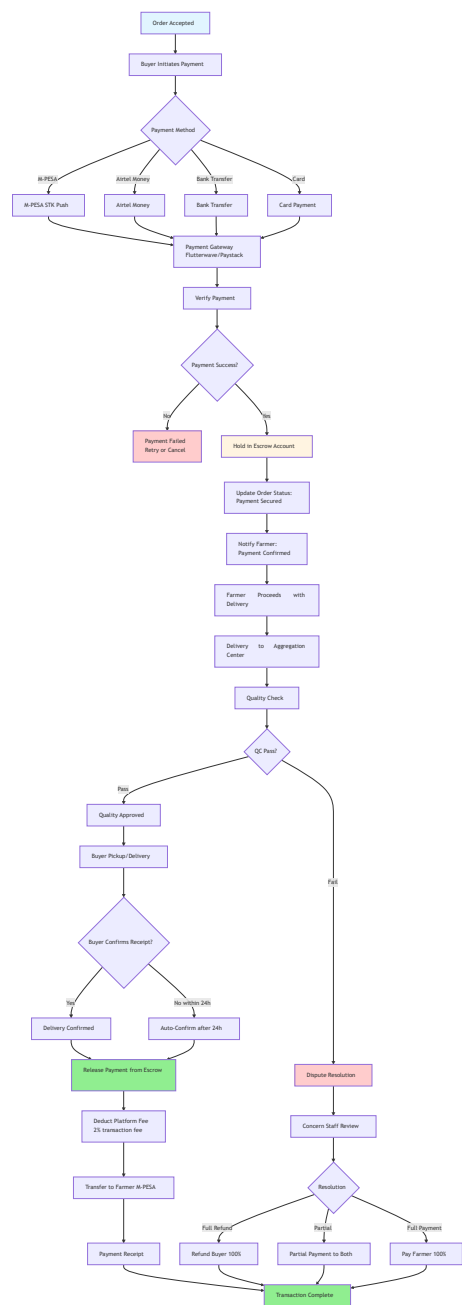 Order Accepted
Buyer Initiates Payment
Payment Method
M-PESA
Airtel Money
Bank Transfer
Card
M-PESA STK Push
Airtel Money
Bank Transfer
Card Payment
Payment Gateway
Flutterwave/Paystack
Verify Payment
Payment Success?
No
Yes
Payment Failed
Retry or Cancel
Hold in Escrow Account
Update Order Status:
Payment Secured
Notify Farmer:
Payment Confirmed
Farmer Proceeds with
Delivery
Delivery to Aggregation
Center
Quality Check
QC Pass?
Pass
Quality Approved
Buyer Pickup/Delivery
Fail
Buyer Confirms Receipt?
Yes
No within 24h
Delivery Confirmed
Auto-Confirm after 24h
Release Payment from Escrow
Dispute Resolution
Deduct Platform Fee
2% transaction fee
Concern Staff Review
Transfer to Farmer M-PESA
Resolution
Full Refund
Partial
Full Payment
Payment Receipt
Refund Buyer 100%
Partial Payment to Both
Pay Farmer 100%
Transaction Complete